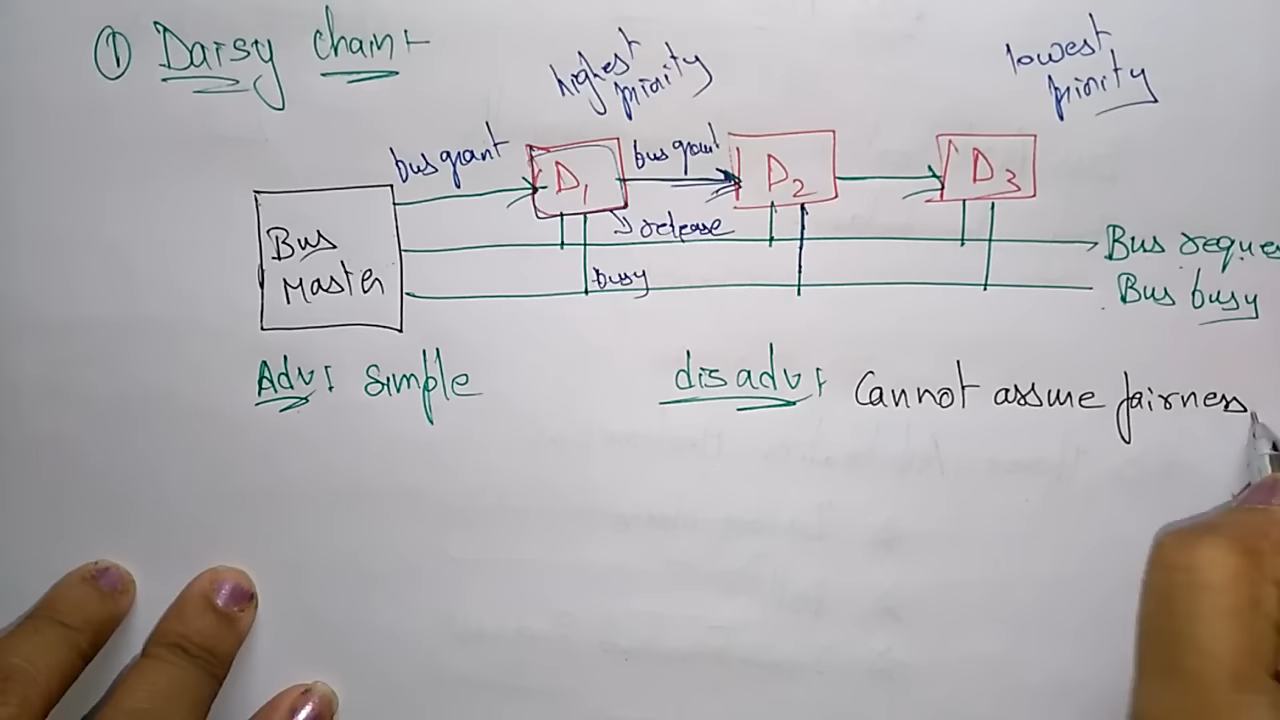 ① Daisy chain
highest
priority
lowest
priority
bus grant
bus grant
D1
D2
D3
release
Bus
Master
busy
Bus reques
Bus busy
Adv: Simple
disadv: Cannot assure fairness